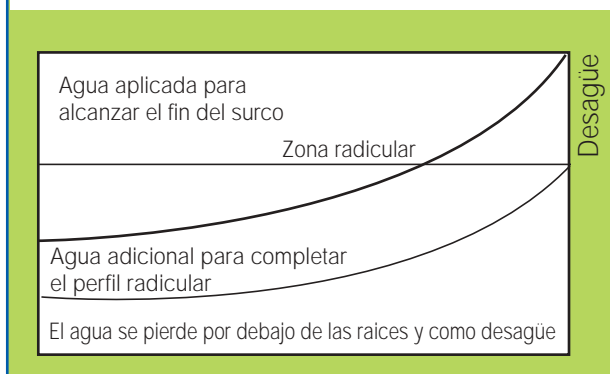 Agua aplicada para
alcanzar el fin del surco
Zona radicular
Desagüe
Agua adicional para completar
el perfil radicular
El agua se pierde por debajo de las raices y como desagüe